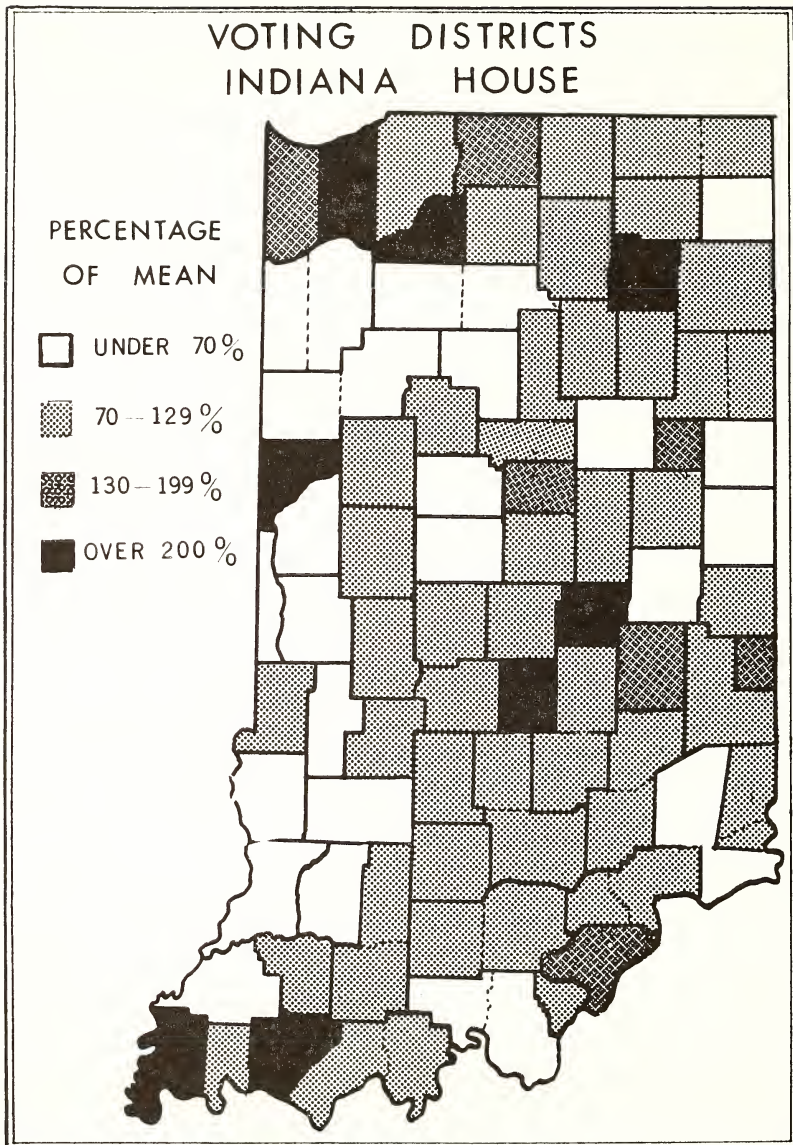 VOTING DISTRICTS
INDIANA HOUSE
PERCENTAGE
OF MEAN
UNDER 70%
70-129%
130-199%
OVER 200%